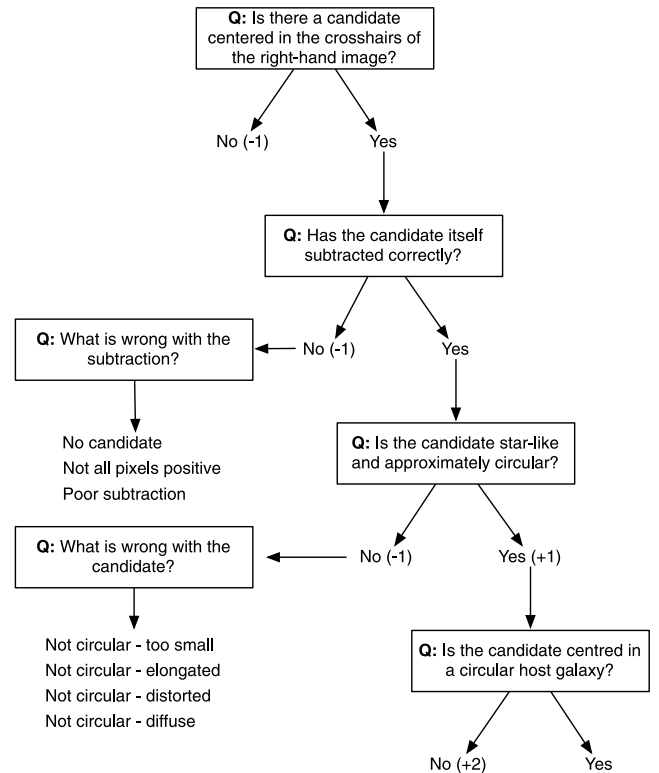 Q: Is there a candidate
centered in the crosshairs of
the right-hand image?
No (-1)
Yes
Q: Has the candidate itself
subtracted correctly?
Q: What is wrong with the
subtraction?
No (-1)
Yes
No candidate
Not all pixels positive
Poor subtraction
Q: Is the candidate star-like
and approximately circular?
Q: What is wrong with the
candidate?
No (-1)
Yes (+1)
Not circular - too small
Not circular - elongated
Not circular - distorted
Not circular - diffuse
Q: Is the candidate centred in
a circular host galaxy?
No (+2)
Yes